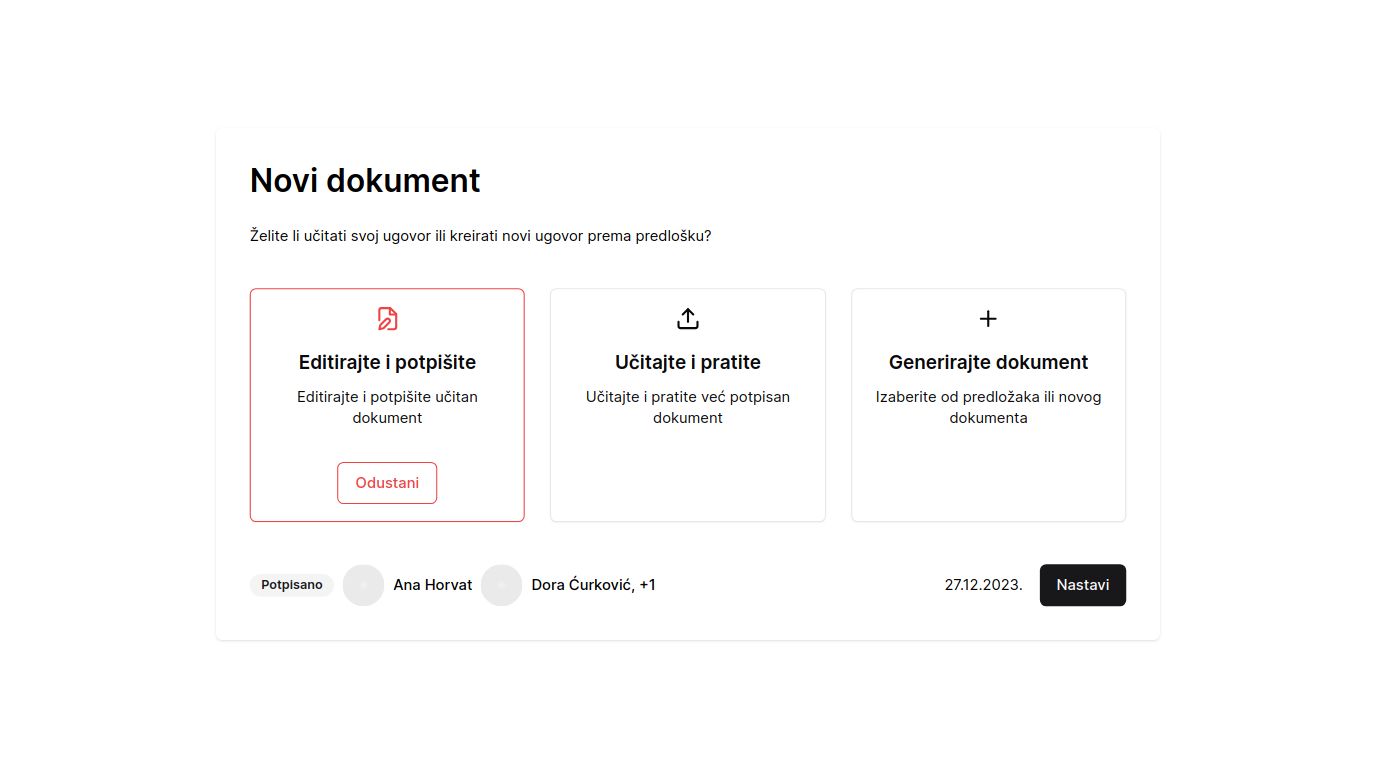 Novi dokument
Želite li učitati svoj ugovor ili kreirati novi ugovor prema predlošku?
Editirajte i potpišite
Editirajte i potpišite učitan
dokument
Odustani
Učitajte i pratite
Učitajte i pratite već potpisan
dokument
Generirajte dokument
Izaberite od predložaka ili novog
dokumenta
Potpisano Ana Horvat Dora Ćurković, +1 27.12.2023. Nastavi